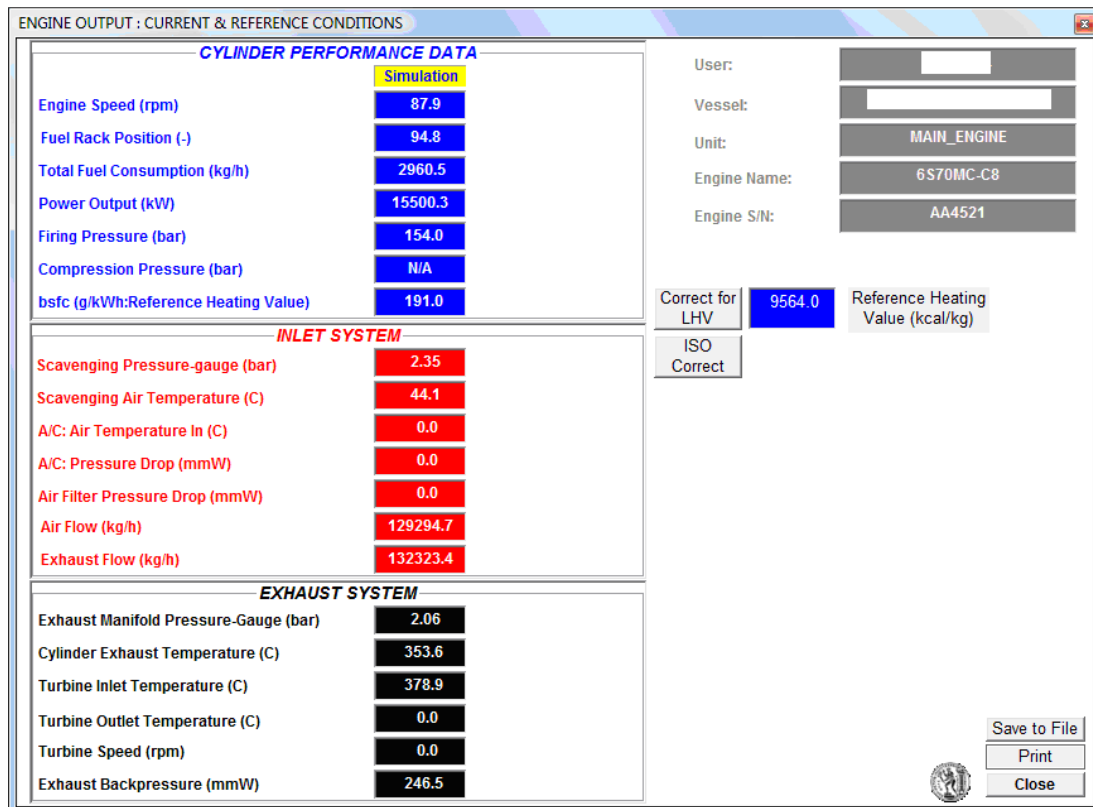 ENGINE OUTPUT : CURRENT & REFERENCE CONDITIONS
x
CYLINDER PERFORMANCE DATA
Simulation
Engine Speed (rpm) 87.9
Fuel Rack Position (-) 94.8
Total Fuel Consumption (kg/h) 2960.5
Power Output (kW) 15500.3
Firing Pressure (bar) 154.0
Compression Pressure (bar) N/A
bsfc (g/kWh:Reference Heating Value) 191.0
INLET SYSTEM
Scavenging Pressure-gauge (bar) 2.35
Scavenging Air Temperature (C) 44.1
A/C: Air Temperature In (C) 0.0
A/C: Pressure Drop (mmW) 0.0
Air Filter Pressure Drop (mmW) 0.0
Air Flow (kg/h) 129294.7
Exhaust Flow (kg/h) 132323.4
EXHAUST SYSTEM
Exhaust Manifold Pressure-Gauge (bar) 2.06
Cylinder Exhaust Temperature (C) 353.6
Turbine Inlet Temperature (C) 378.9
Turbine Outlet Temperature (C) 0.0
Turbine Speed (rpm) 0.0
Exhaust Backpressure (mmW) 246.5
User:
Vessel:
Unit: MAIN_ENGINE
Engine Name: 6S70MC-C8
Engine S/N: AA4521
Correct for
LHV
9564.0
Reference Heating
Value (kcal/kg)
ISO
Correct
Save to File
Print
Close